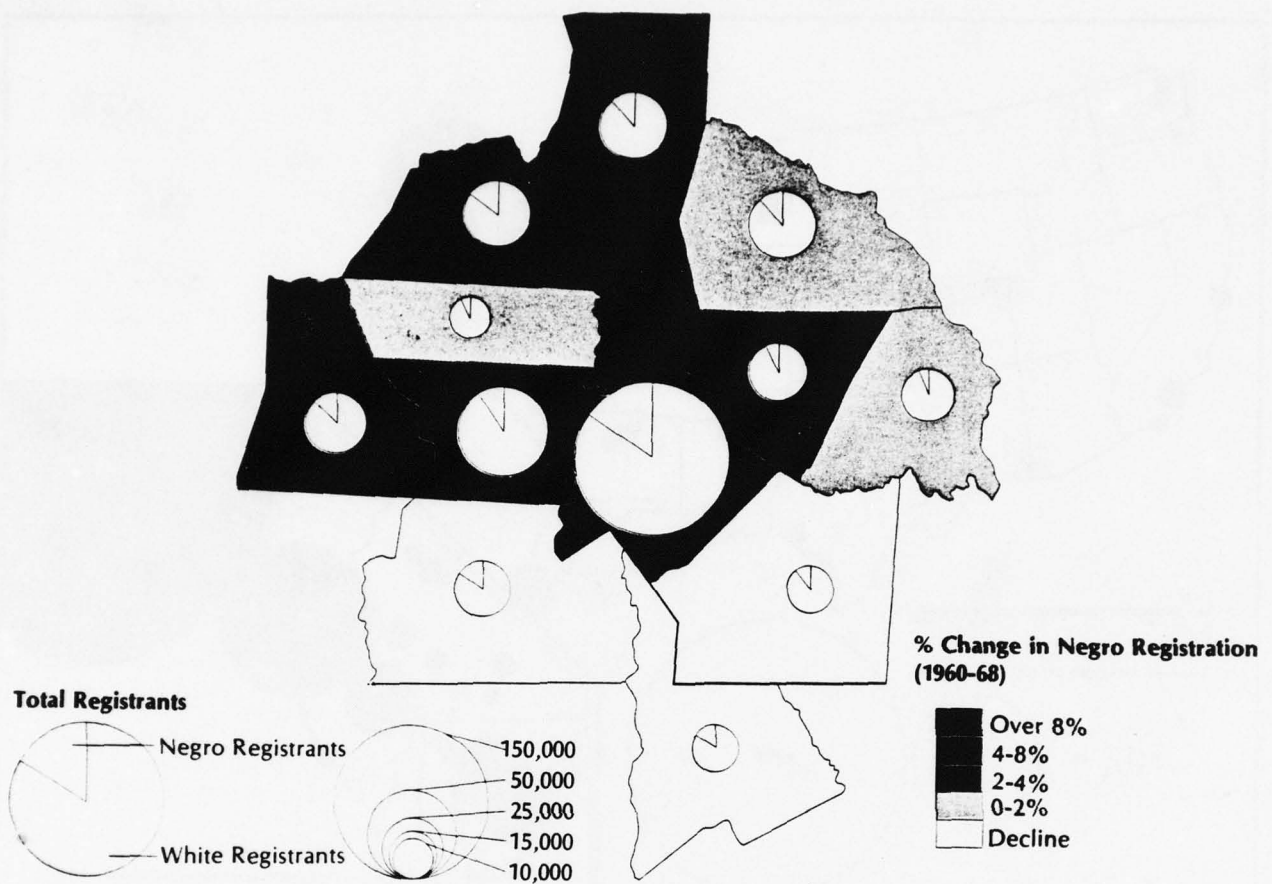 % Change in Negro Registration
(1960-68)
Over 8%
4-8%
2-4%
0-2%
Decline
Total Registrants
Negro Registrants
White Registrants
150,000
50,000
25,000
15,000
10,000